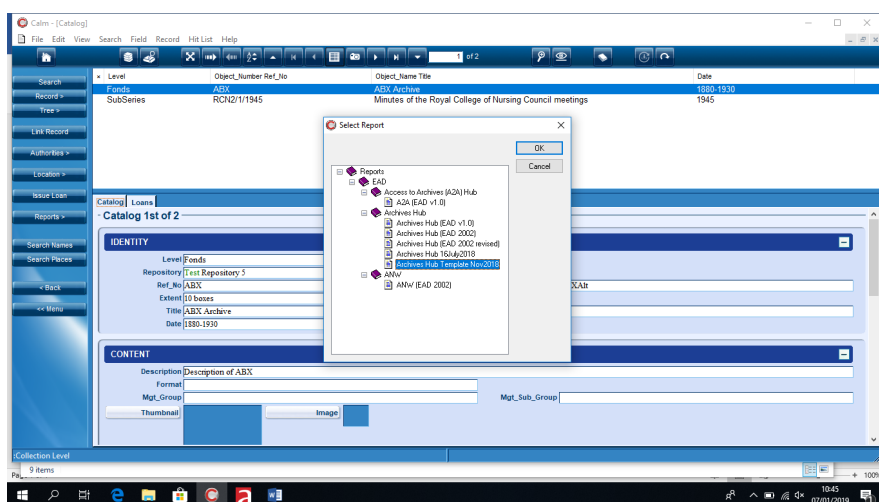 Calm - [Catalog]
File Edit View Search Field Record Hit List Help
1 of 2
Search
Record >
Tree >
Link Record
Authorities >
Location >
Issue Loan
Reports >
Search Names
Search Places
< Back
<< Menu
× Level Object_Number Ref_No Object_Name Title Date
Fonds ABX ABX Archive 1880-1930
SubSeries RCN2/1/1945 Minutes of the Royal College of Nursing Council meetings 1945
Select Report
OK
Cancel
Reports
EAD
Access to Archives (A2A) Hub
A2A (EAD v1.0)
Archives Hub
Archives Hub (EAD v1.0)
Archives Hub (EAD 2002)
Archives Hub (EAD 2002 revised)
Archives Hub 16July2018
Archives Hub Template Nov2018
ANW
ANW (EAD 2002)
Catalog Loans
Catalog 1st of 2
IDENTITY
Level Fonds
Repository Test Repository 5
Ref_No ABX XAlt
Extent 10 boxes
Title ABX Archive
Date 1880-1930
CONTENT
Description Description of ABX
Format
Mgt_Group Mgt_Sub_Group
Thumbnail Image
:Collection Level
9 items
100%
10:45
07/01/2019